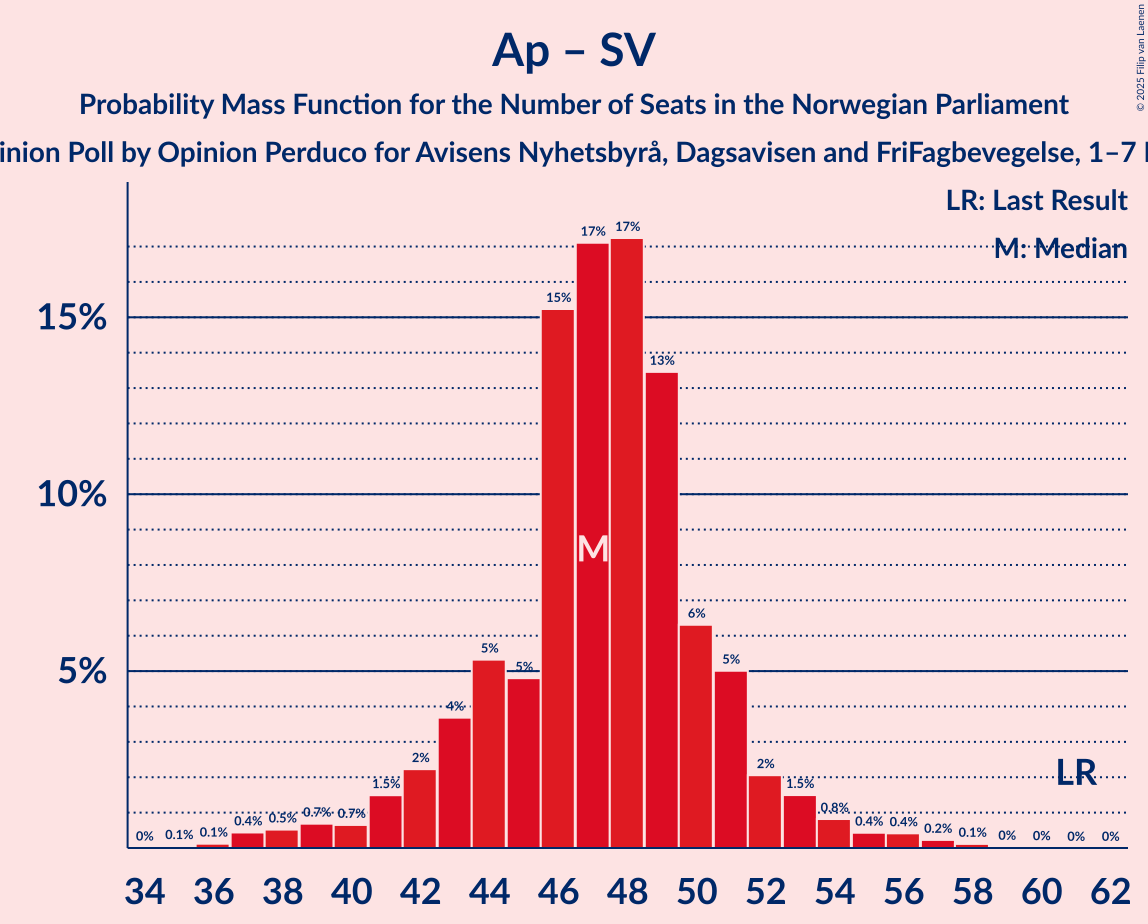 Ap – SV
Probability Mass Function for the Number of Seats in the Norwegian Parliament
Poll by Opinion Perduco for Avisens Nyhetsbyrå, Dagsavisen and FriFagbevegelse, 1–7
© 2025 Filip van Laenen
LR: Last Result
M: Median
15%
10%
5%
0% 0.1% 0.1% 0.4% 0.5% 0.7% 0.7% 1.5% 2% 4% 5% 5% 15% 17% 17% 13% 6% 5% 2% 1.5% 0.8% 0.4% 0.4% 0.2% 0.1% 0% 0% 0% 0%
M
LR
34 36 38 40 42 44 46 48 50 52 54 56 58 60 62